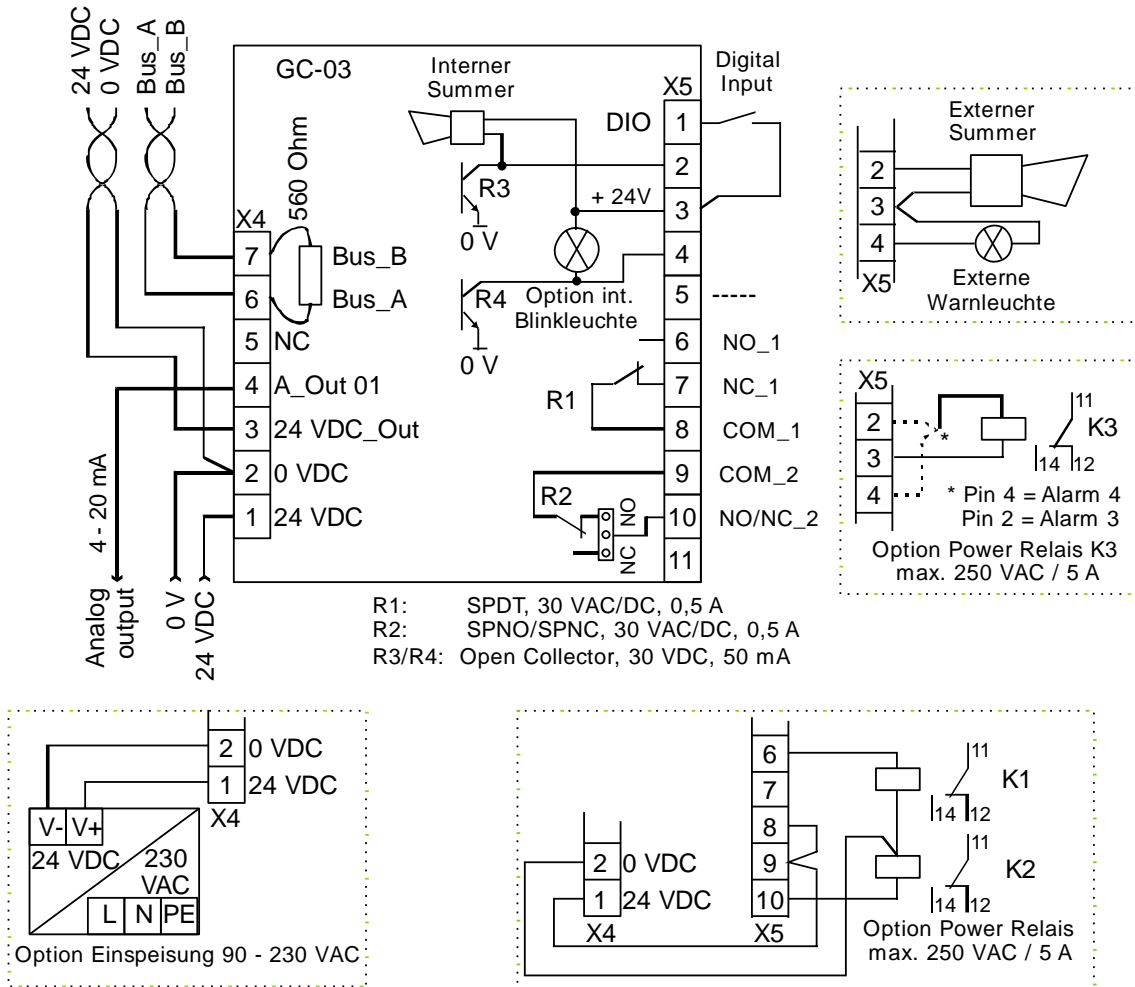 24 VDC
0 VDC
Bus_A
Bus_B
GC-03
Interner
Summer
X5
Digital
Input
DIO
1
2
3
4
5
6
7
8
9
10
11
R3
0 V
+ 24V
R4
0 V
Option int.
Blinkleuchte
-----
NO_1
NC_1
COM_1
COM_2
NO/NC_2
R1
R2
NO
NC
X4
560 Ohm
7 Bus_B
6 Bus_A
5 NC
4 A_Out 01
3 24 VDC_Out
2 0 VDC
1 24 VDC
4 - 20 mA
Analog
output
0 V
24 VDC
R1: SPDT, 30 VAC/DC, 0,5 A
R2: SPNO/SPNC, 30 VAC/DC, 0,5 A
R3/R4: Open Collector, 30 VDC, 50 mA
Externer
Summer
2
3
4
X5
Externe
Warnleuchte
X5
2
3
4
*
11
K3
14 12
* Pin 4 = Alarm 4
Pin 2 = Alarm 3
Option Power Relais K3
max. 250 VAC / 5 A
2 0 VDC
1 24 VDC
X4
V- V+
24 VDC
230
VAC
L N PE
Option Einspeisung 90 - 230 VAC
2 0 VDC
1 24 VDC
X4
6
7
8
9
10
X5
11
K1
14 12
11
K2
14 12
Option Power Relais
max. 250 VAC / 5 A